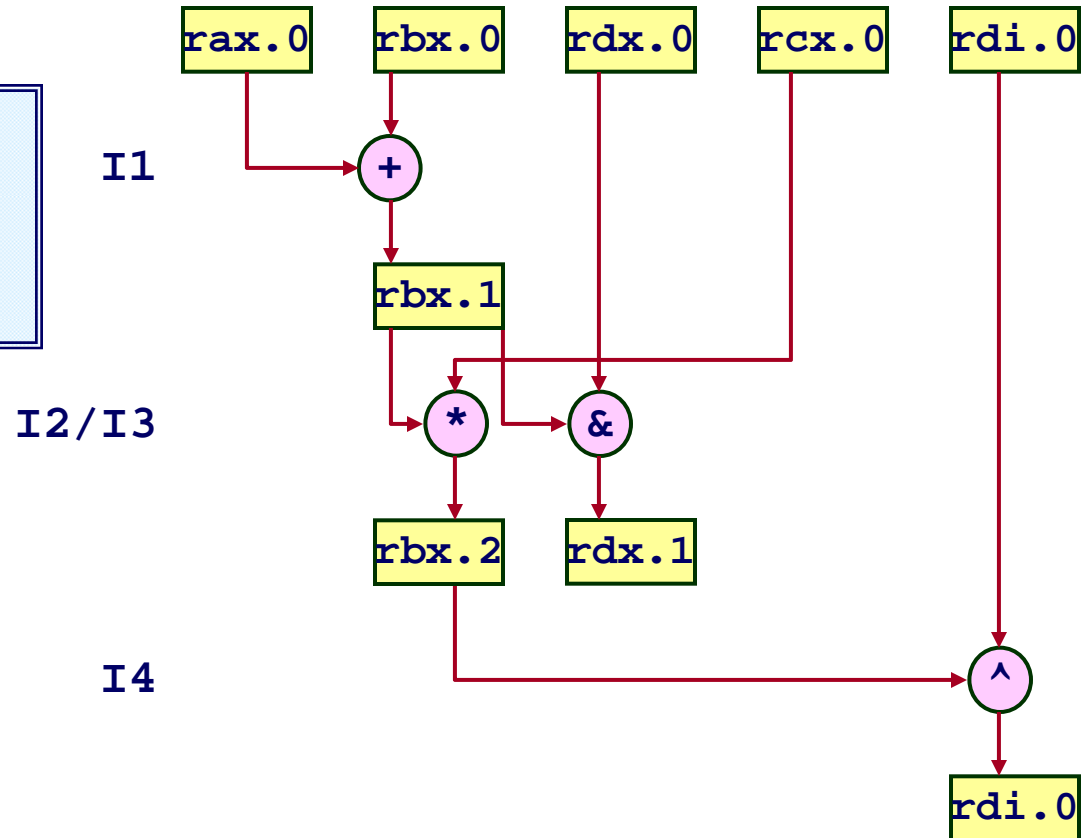 rax.0 rbx.0 rdx.0 rcx.0 rdi.0
I1 +
rbx.1
I2/I3 * &
rbx.2 rdx.1
I4 ^
rdi.0